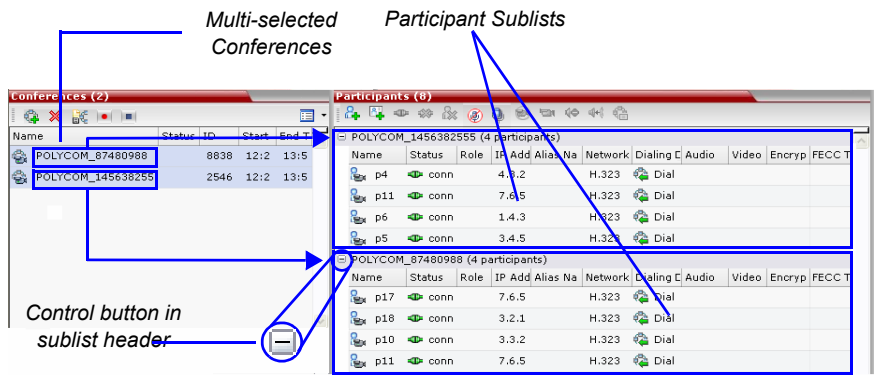 Multi-selected
Conferences
Participant Sublists
Conferences (2)
Name Status ID Start End T
POLYCOM_87480988 8838 12:2 13:5
POLYCOM_145638255 2546 12:2 13:5
Participants (8)
POLYCOM_1456382555 (4 participants)
Name Status Role IP Add Alias Na Network Dialing D Audio Video Encryp FECC T
p4 conn 4.3.2 H.323 Dial
p11 conn 7.6.5 H.323 Dial
p6 conn 1.4.3 H.323 Dial
p5 conn 3.4.5 H.323 Dial
POLYCOM_87480988 (4 participants)
Name Status Role IP Add Alias Na Network Dialing D Audio Video Encryp FECC T
p17 conn 7.6.5 H.323 Dial
p18 conn 3.2.1 H.323 Dial
p10 conn 3.3.2 H.323 Dial
p11 conn 7.6.5 H.323 Dial
Control button in
sublist header